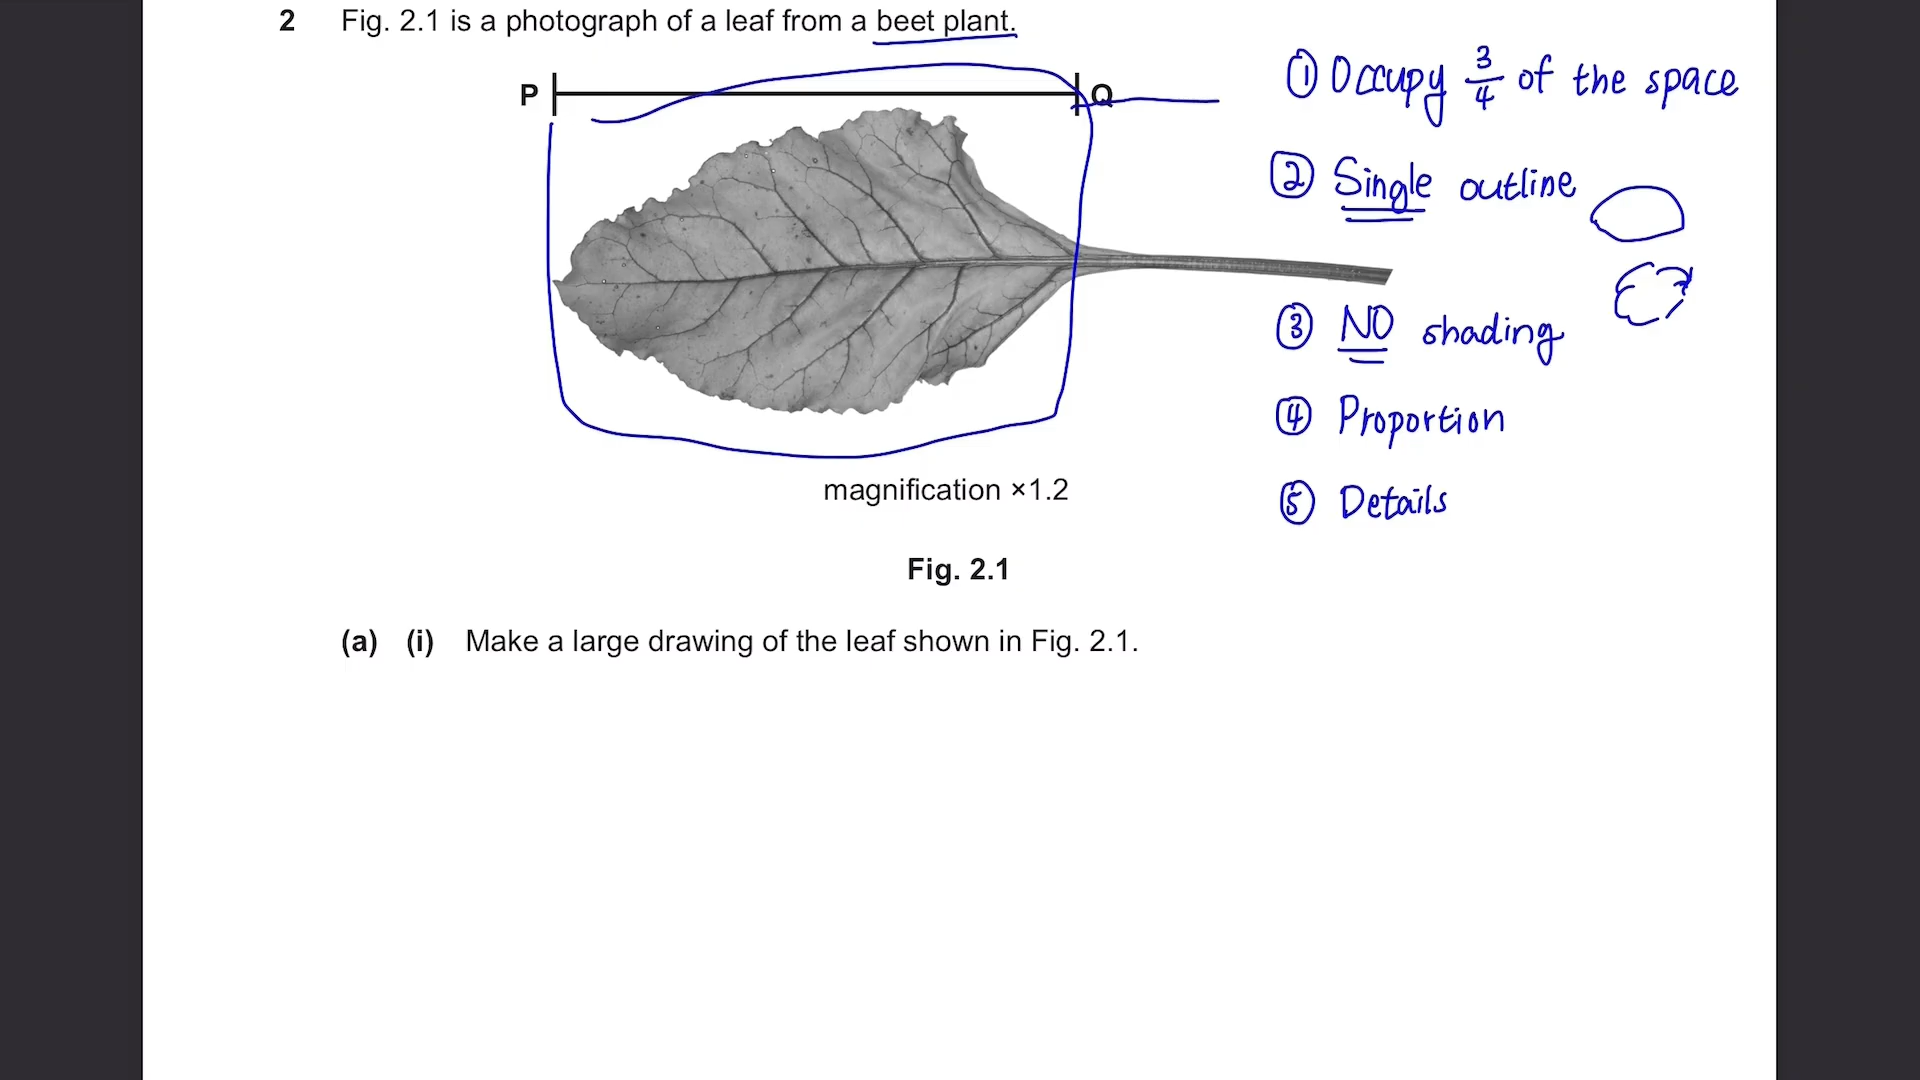 2 Fig. 2.1 is a photograph of a leaf from a beet plant.
P Q
① Occupy 3/4 of the space
② Single outline
③ NO shading
④ Proportion
⑤ Details
magnification ×1.2
Fig. 2.1
(a) (i) Make a large drawing of the leaf shown in Fig. 2.1.